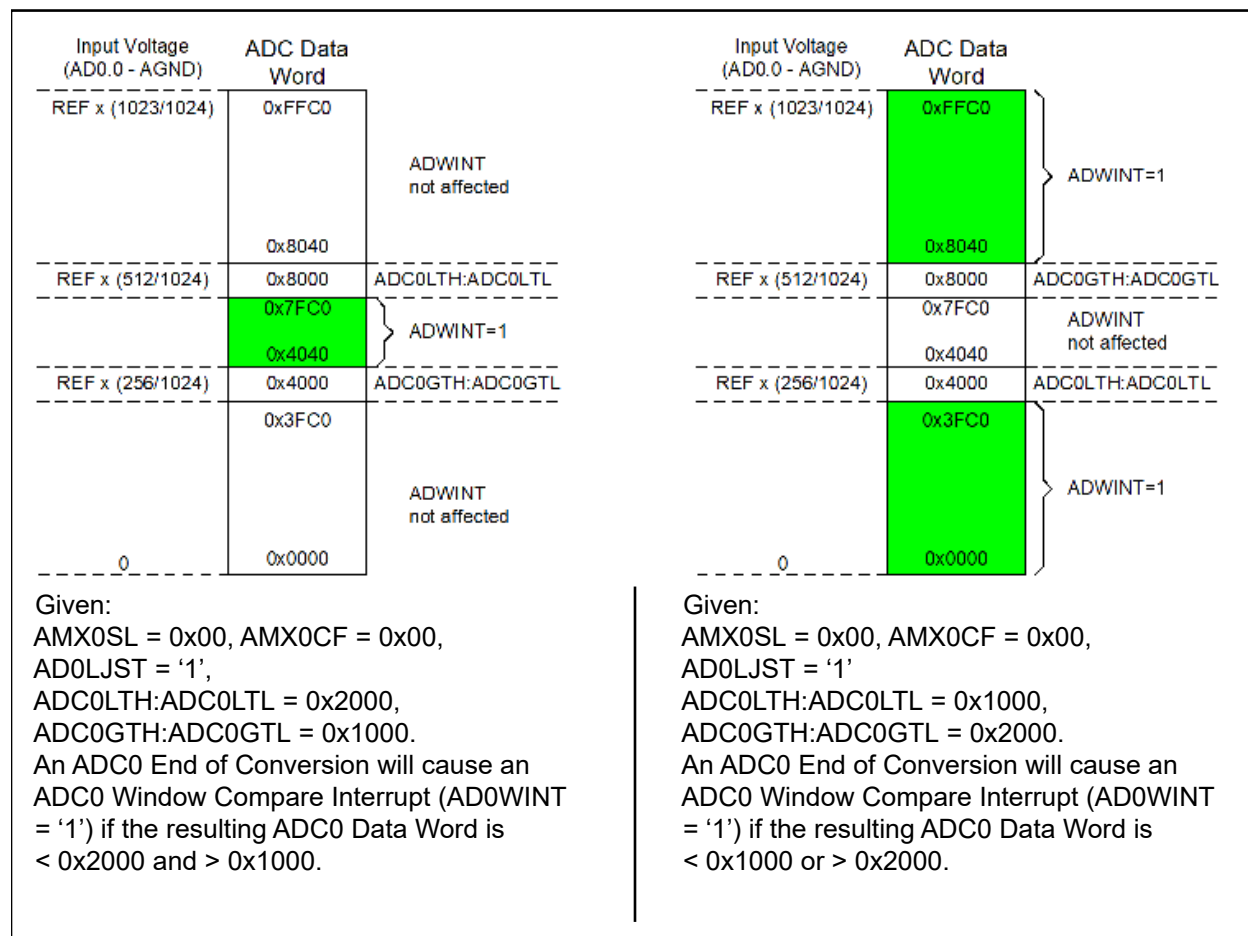 Input Voltage
(AD0.0 - AGND)
ADC Data
Word
REF x (1023/1024)
0xFFC0
ADWINT
not affected
0x8040
REF x (512/1024)
0x8000
ADC0LTH:ADC0LTL
0x7FC0
ADWINT=1
0x4040
REF x (256/1024)
0x4000
ADC0GTH:ADC0GTL
0x3FC0
ADWINT
not affected
0
0x0000
Given:
AMX0SL = 0x00, AMX0CF = 0x00,
AD0LJST = ‘1’,
ADC0LTH:ADC0LTL = 0x2000,
ADC0GTH:ADC0GTL = 0x1000.
An ADC0 End of Conversion will cause an
ADC0 Window Compare Interrupt (AD0WINT
= ‘1’) if the resulting ADC0 Data Word is
< 0x2000 and > 0x1000.
Input Voltage
(AD0.0 - AGND)
ADC Data
Word
REF x (1023/1024)
0xFFC0
ADWINT=1
0x8040
REF x (512/1024)
0x8000
ADC0GTH:ADC0GTL
0x7FC0
ADWINT
not affected
0x4040
REF x (256/1024)
0x4000
ADC0LTH:ADC0LTL
0x3FC0
ADWINT=1
0
0x0000
Given:
AMX0SL = 0x00, AMX0CF = 0x00,
AD0LJST = ‘1’
ADC0LTH:ADC0LTL = 0x1000,
ADC0GTH:ADC0GTL = 0x2000.
An ADC0 End of Conversion will cause an
ADC0 Window Compare Interrupt (AD0WINT
= ‘1’) if the resulting ADC0 Data Word is
< 0x1000 or > 0x2000.